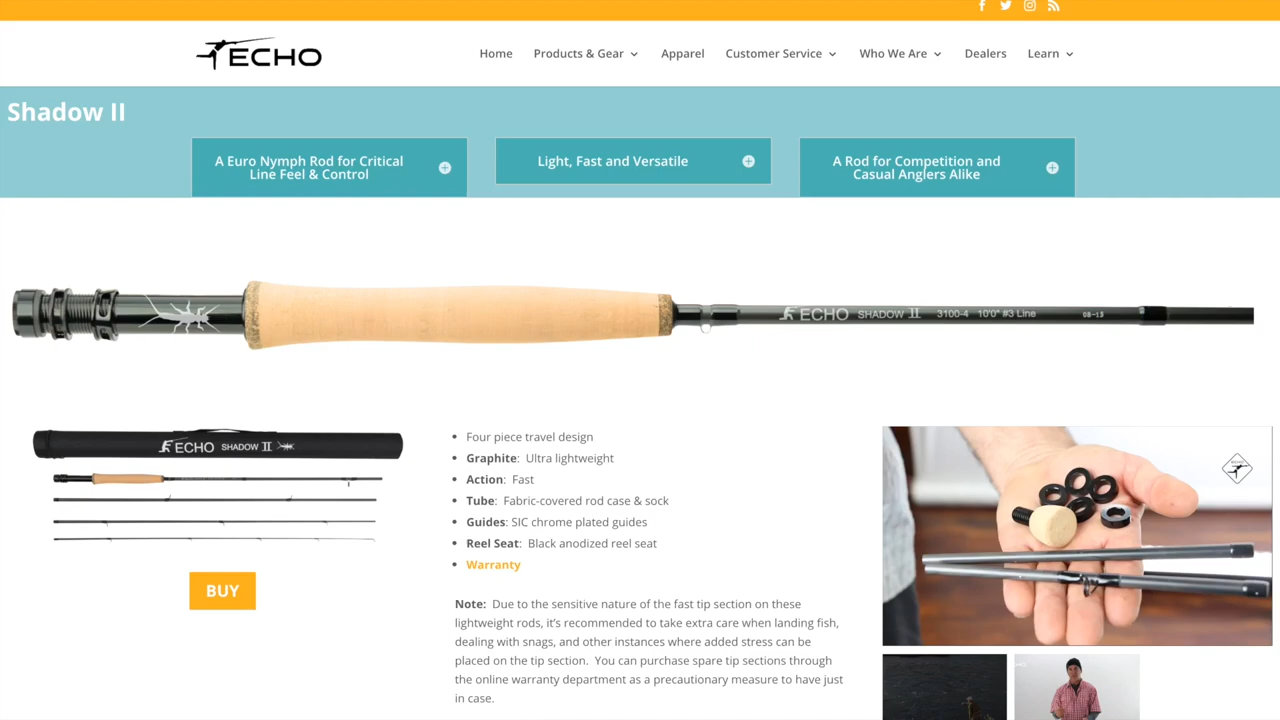 ECHO
Home
Products & Gear
Apparel
Customer Service
Who We Are
Dealers
Learn
Shadow II
A Euro Nymph Rod for Critical
Line Feel & Control
Light, Fast and Versatile
A Rod for Competition and
Casual Anglers Alike
ECHO SHADOW II 3100-4 10'0" #3 Line
ECHO SHADOW II
Four piece travel design
Graphite: Ultra lightweight
Action: Fast
Tube: Fabric-covered rod case & sock
Guides: SIC chrome plated guides
Reel Seat: Black anodized reel seat
Warranty
BUY
Note: Due to the sensitive nature of the fast tip section on these
lightweight rods, it's recommended to take extra care when landing fish,
dealing with snags, and other instances where added stress can be
placed on the tip section. You can purchase spare tip sections through
the online warranty department as a precautionary measure to have just
in case.